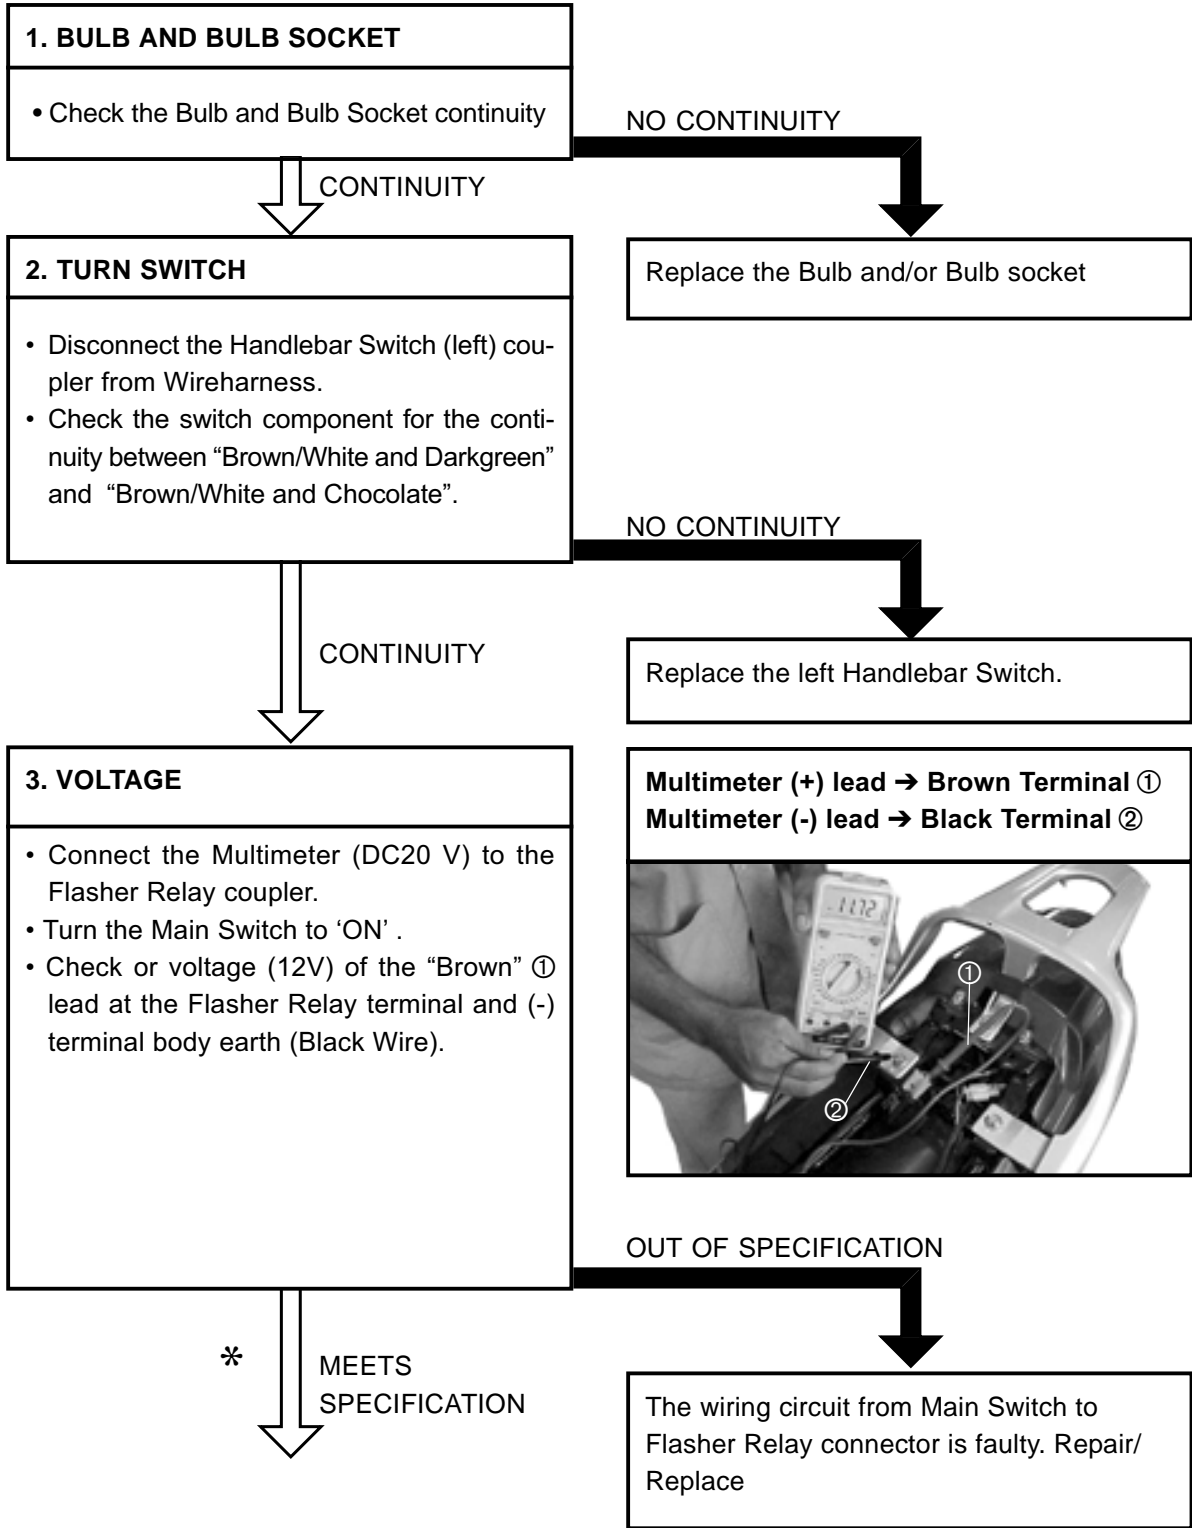 1. BULB AND BULB SOCKET
• Check the Bulb and Bulb Socket continuity
NO CONTINUITY
CONTINUITY
Replace the Bulb and/or Bulb socket
2. TURN SWITCH
• Disconnect the Handlebar Switch (left) cou-
pler from Wireharness.
• Check the switch component for the conti-
nuity between “Brown/White and Darkgreen”
and “Brown/White and Chocolate”.
NO CONTINUITY
CONTINUITY
Replace the left Handlebar Switch.
3. VOLTAGE
• Connect the Multimeter (DC20 V) to the
Flasher Relay coupler.
• Turn the Main Switch to ‘ON’ .
• Check or voltage (12V) of the “Brown” ①
lead at the Flasher Relay terminal and (-)
terminal body earth (Black Wire).
Multimeter (+) lead ➔ Brown Terminal ①
Multimeter (-) lead ➔ Black Terminal ②
11.72
①
②
OUT OF SPECIFICATION
*
MEETS
SPECIFICATION
The wiring circuit from Main Switch to
Flasher Relay connector is faulty. Repair/
Replace